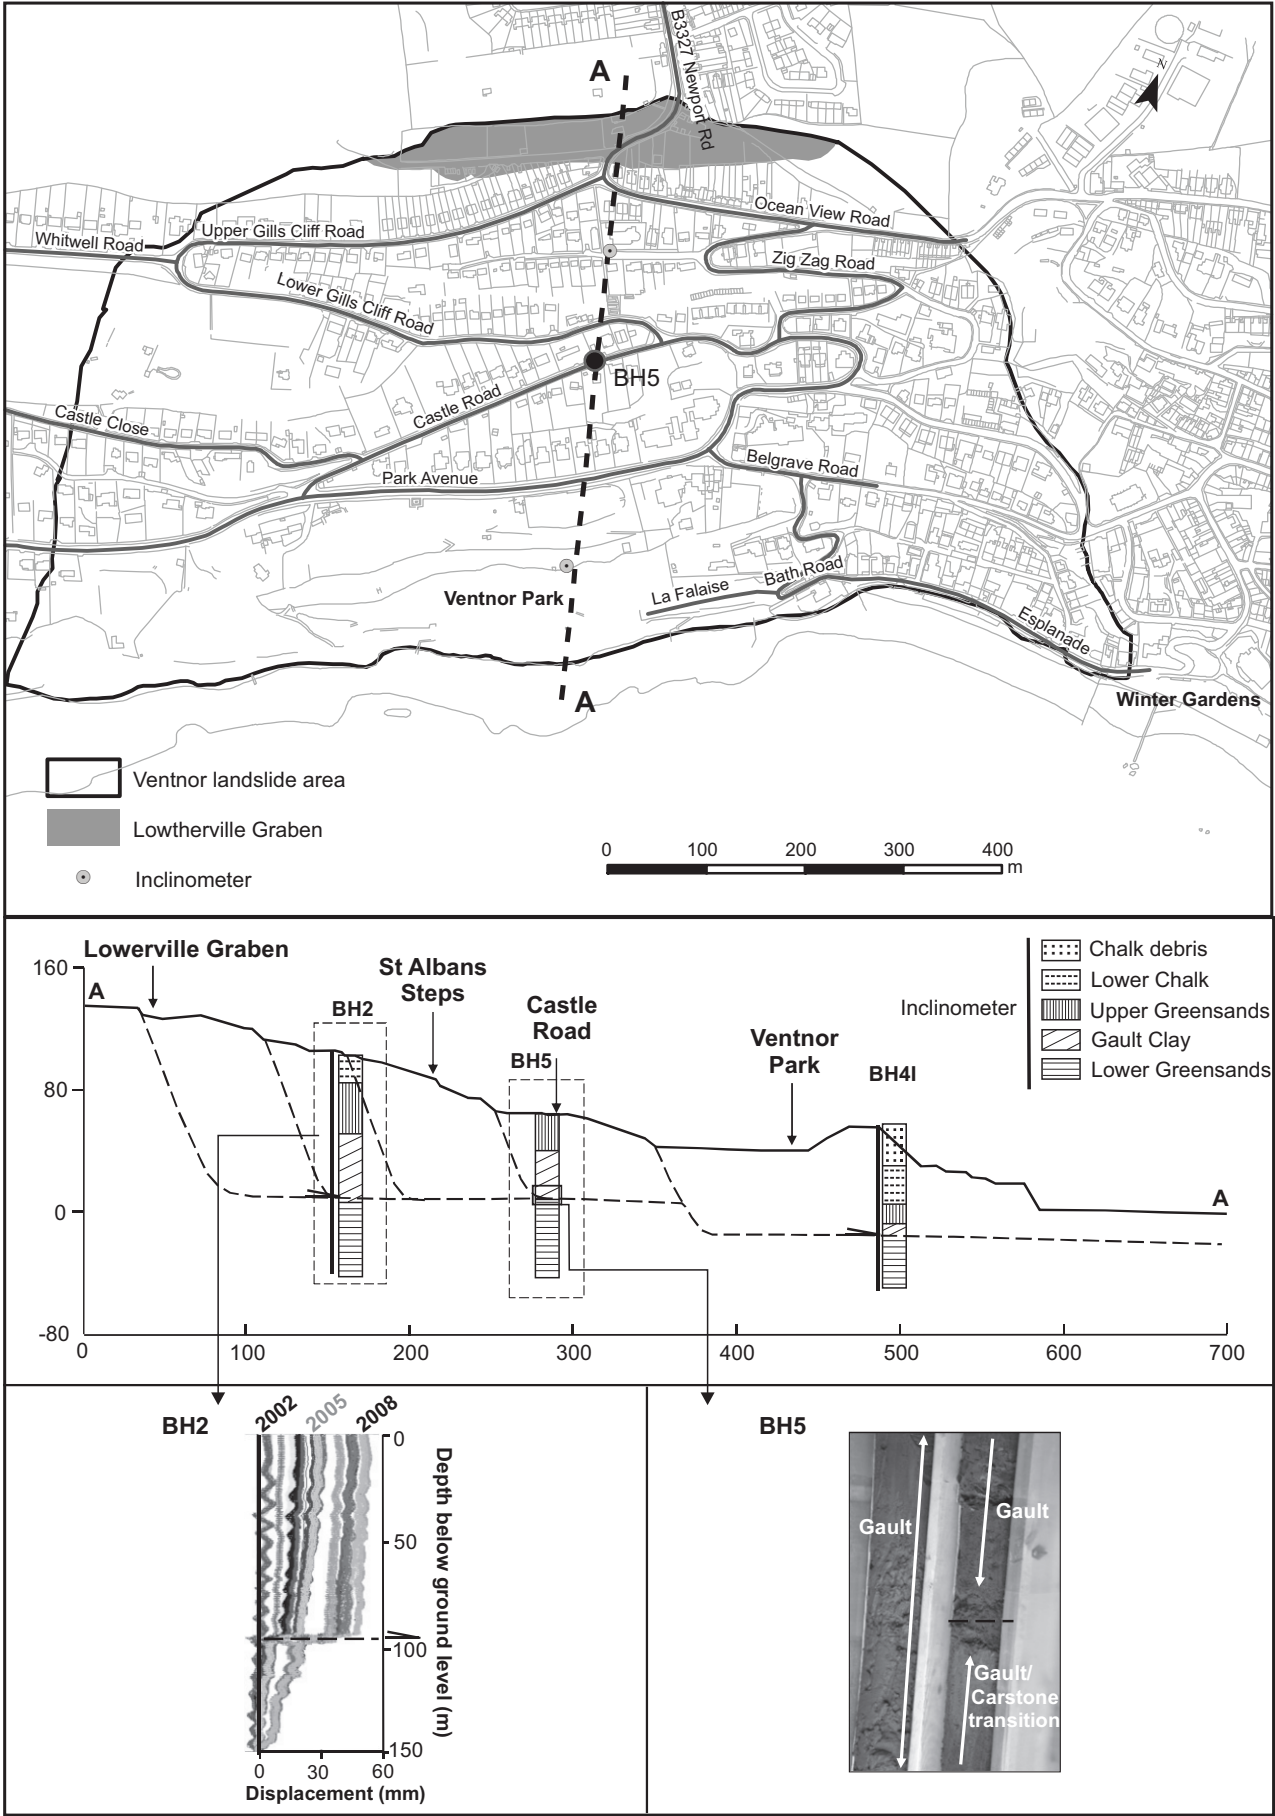 A
B3327 Newport Rd
N
Ocean View Road
Upper Gills Cliff Road
Whitwell Road
Zig Zag Road
Lower Gills Cliff Road
BH5
Castle Road
Castle Close
Belgrave Road
Park Avenue
Bath Road
La Falaise
Ventnor Park
Esplanade
A
Winter Gardens
Ventnor landslide area
Lowtherville Graben
Inclinometer
0 100 200 300 400
m
Lowerville Graben
St Albans
Steps
Castle
Road
Ventnor
Park
BH2
BH5
BH4I
A
A
160
80
0
-80
0 100 200 300 400 500 600 700
Inclinometer
Chalk debris
Lower Chalk
Upper Greensands
Gault Clay
Lower Greensands
BH2
2002 2005 2008
0
50
100
150
Depth below ground level (m)
0 30 60
Displacement (mm)
BH5
Gault
Gault
Gault/
Carstone
transition